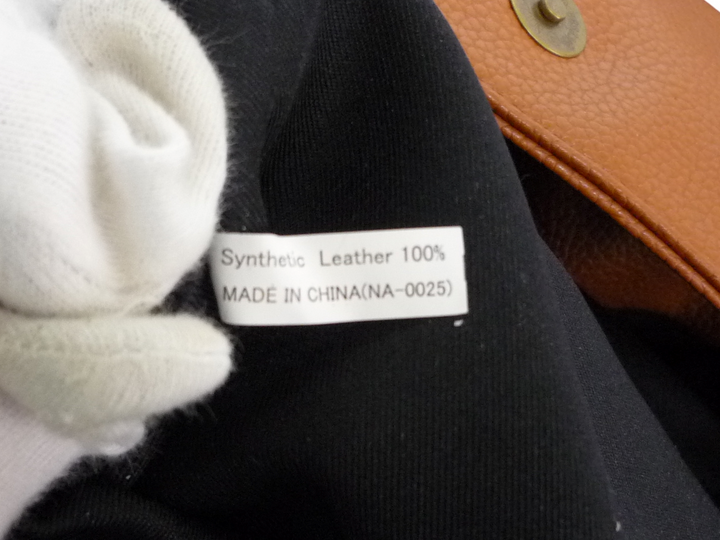 Synthetic Leather 100%
MADE IN CHINA(NA-0025)